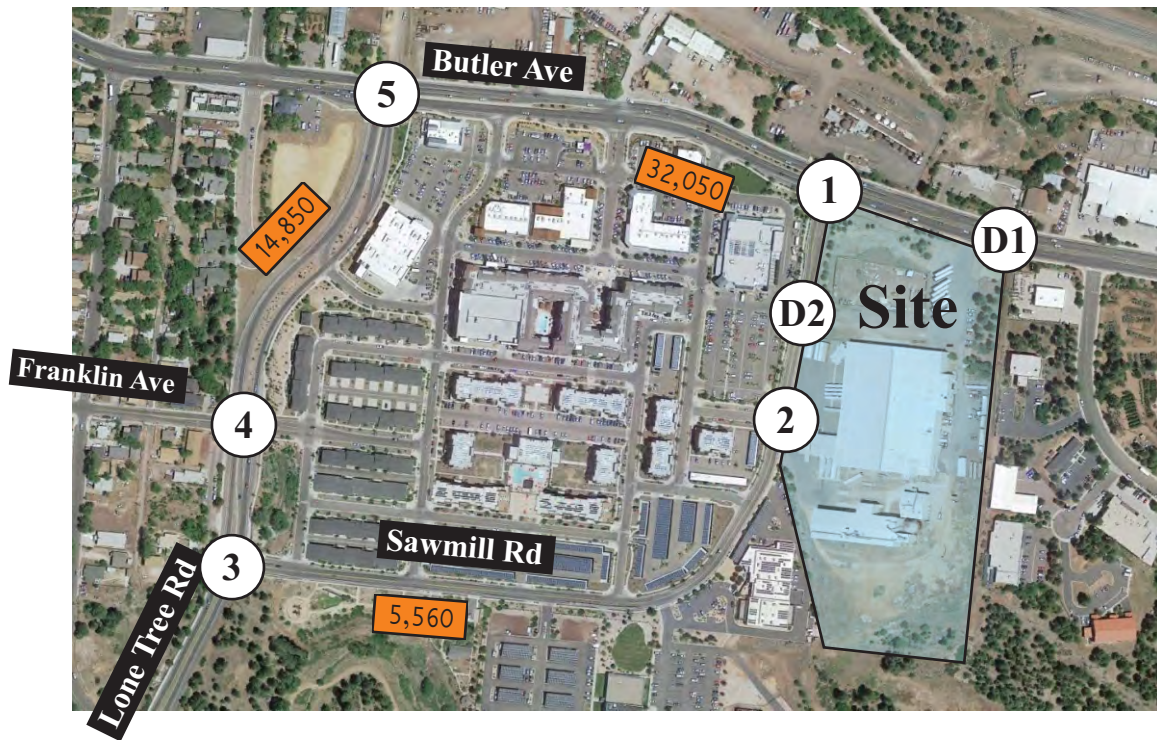 Butler Ave
5
32,050
1
14,850
D1
Site
D2
Franklin Ave
4
2
Sawmill Rd
3
5,560
Lone Tree Rd